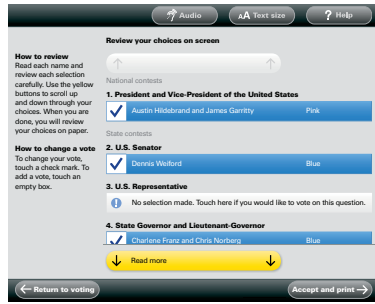 Audio
AA Text size
? Help
How to review
Read each name and
review each selection
carefully. Use the yellow
buttons to scroll up
and down through your
choices. When you are
done, you will review
your choices on paper.
How to change a vote
To change your vote,
touch a check mark. To
add a vote, touch an
empty box.
Review your choices on screen
National contests
1. President and Vice-President of the United States
Austin Hildebrand and James Garritty Pink
State contests
2. U.S. Senator
Dennis Weiford Blue
3. U.S. Representative
No selection made. Touch here if you would like to vote on this question.
4. State Governor and Lieutenant-Governor
Charlene Franz and Chris Norberg Blue
Read more
Return to voting
Accept and print